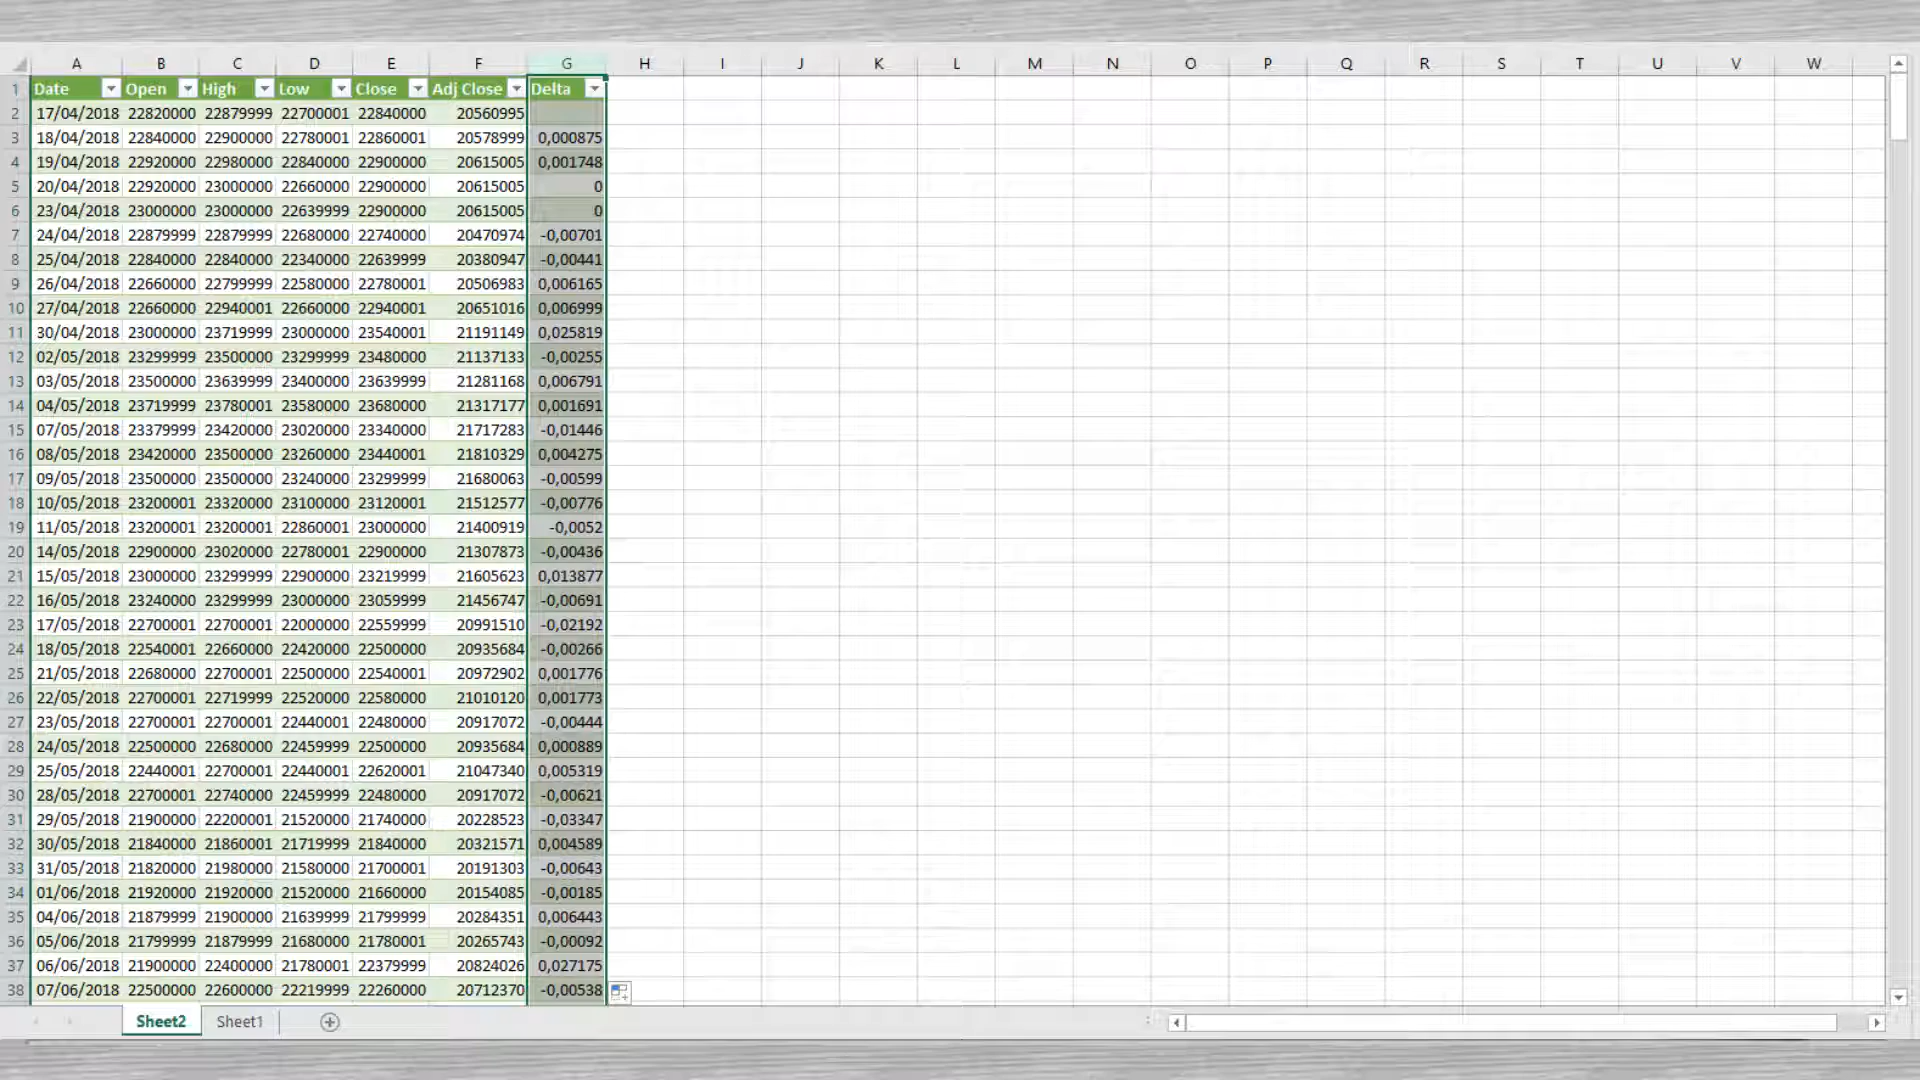 A B C D E F G H I J K L M N O P Q R S T U V W
1 Date Open High Low Close Adj Close Delta
2 17/04/2018 22820000 22879999 22700001 22840000 20560995
3 18/04/2018 22840000 22900000 22780001 22860001 20578999 0,000875
4 19/04/2018 22920000 22980000 22840000 22900000 20615005 0,001748
5 20/04/2018 22920000 23000000 22660000 22900000 20615005 0
6 23/04/2018 23000000 23000000 22639999 22900000 20615005 0
7 24/04/2018 22879999 22879999 22680000 22740000 20470974 -0,00701
8 25/04/2018 22840000 22840000 22340000 22639999 20380947 -0,00441
9 26/04/2018 22660000 22799999 22580000 22780001 20506983 0,006165
10 27/04/2018 22660000 22940001 22660000 22940001 20651016 0,006999
11 30/04/2018 23000000 23719999 23000000 23540001 21191149 0,025819
12 02/05/2018 23299999 23500000 23299999 23480000 21137133 -0,00255
13 03/05/2018 23500000 23639999 23400000 23639999 21281168 0,006791
14 04/05/2018 23719999 23780001 23580000 23680000 21317177 0,001691
15 07/05/2018 23379999 23420000 23020000 23340000 21717283 -0,01446
16 08/05/2018 23420000 23500000 23260000 23440001 21810329 0,004275
17 09/05/2018 23500000 23500000 23240000 23299999 21680063 -0,00599
18 10/05/2018 23200001 23320000 23100000 23120001 21512577 -0,00776
19 11/05/2018 23200001 23200001 22860001 23000000 21400919 -0,0052
20 14/05/2018 22900000 23020000 22780001 22900000 21307873 -0,00436
21 15/05/2018 23000000 23299999 22900000 23219999 21605623 0,013877
22 16/05/2018 23240000 23299999 23000000 23059999 21456747 -0,00691
23 17/05/2018 22700001 22700001 22000000 22559999 20991510 -0,02192
24 18/05/2018 22540001 22660000 22420000 22500000 20935684 -0,00266
25 21/05/2018 22680000 22700001 22500000 22540001 20972902 0,001776
26 22/05/2018 22700001 22719999 22520000 22580000 21010120 0,001773
27 23/05/2018 22700001 22700001 22440001 22480000 20917072 -0,00444
28 24/05/2018 22500000 22680000 22459999 22500000 20935684 0,000889
29 25/05/2018 22440001 22700001 22440001 22620001 21047340 0,005319
30 28/05/2018 22700001 22740000 22459999 22480000 20917072 -0,00621
31 29/05/2018 21900000 22200001 21520000 21740000 20228523 -0,03347
32 30/05/2018 21840000 21860001 21719999 21840000 20321571 0,004589
33 31/05/2018 21820000 21980000 21580000 21700001 20191303 -0,00643
34 01/06/2018 21920000 21920000 21520000 21660000 20154085 -0,00185
35 04/06/2018 21879999 21900000 21639999 21799999 20284351 0,006443
36 05/06/2018 21799999 21879999 21680000 21780001 20265743 -0,00092
37 06/06/2018 21900000 22400000 21780001 22379999 20824026 0,027175
38 07/06/2018 22500000 22600000 22219999 22260000 20712370 -0,00538
Sheet2 Sheet1